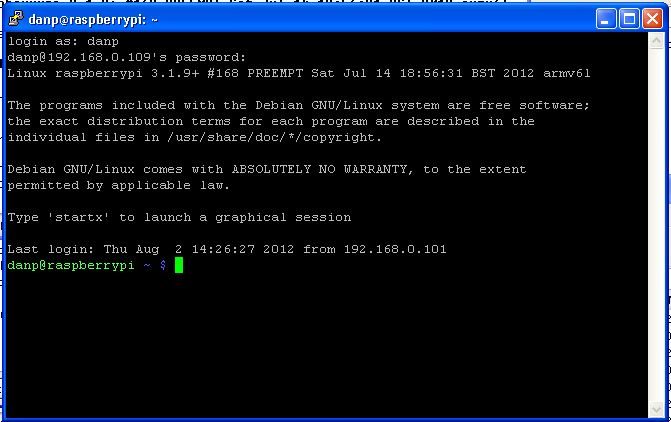 danp@raspberrypi: ~
login as: danp
danp@192.168.0.109's password:
Linux raspberrypi 3.1.9+ #168 PREEMPT Sat Jul 14 18:56:31 BST 2012 armv6l
The programs included with the Debian GNU/Linux system are free software;
the exact distribution terms for each program are described in the
individual files in /usr/share/doc/*/copyright.
Debian GNU/Linux comes with ABSOLUTELY NO WARRANTY, to the extent
permitted by applicable law.
Type 'startx' to launch a graphical session
Last login: Thu Aug  2 14:26:27 2012 from 192.168.0.101
danp@raspberrypi ~ $